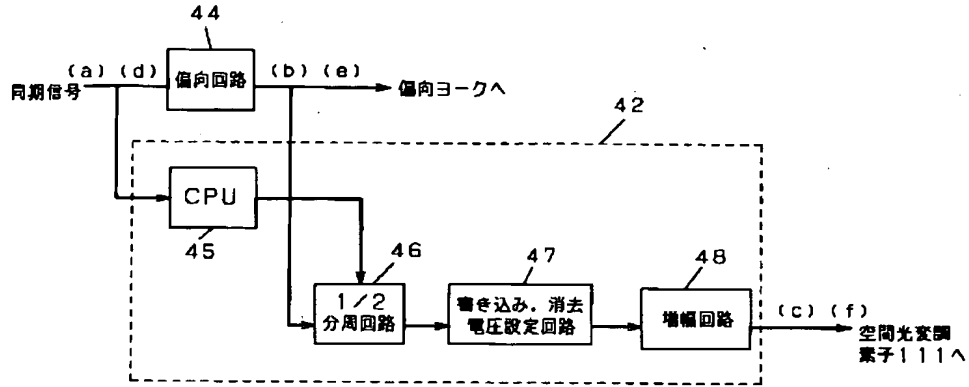 44
(a) (d)
偏向回路
(b) (e)
同期信号
偏向ヨークへ
42
CPU
45
46
47
48
1/2
分周回路
書き込み,消去
電圧設定回路
増幅回路
(c) (f)
空間光変調
素子111へ